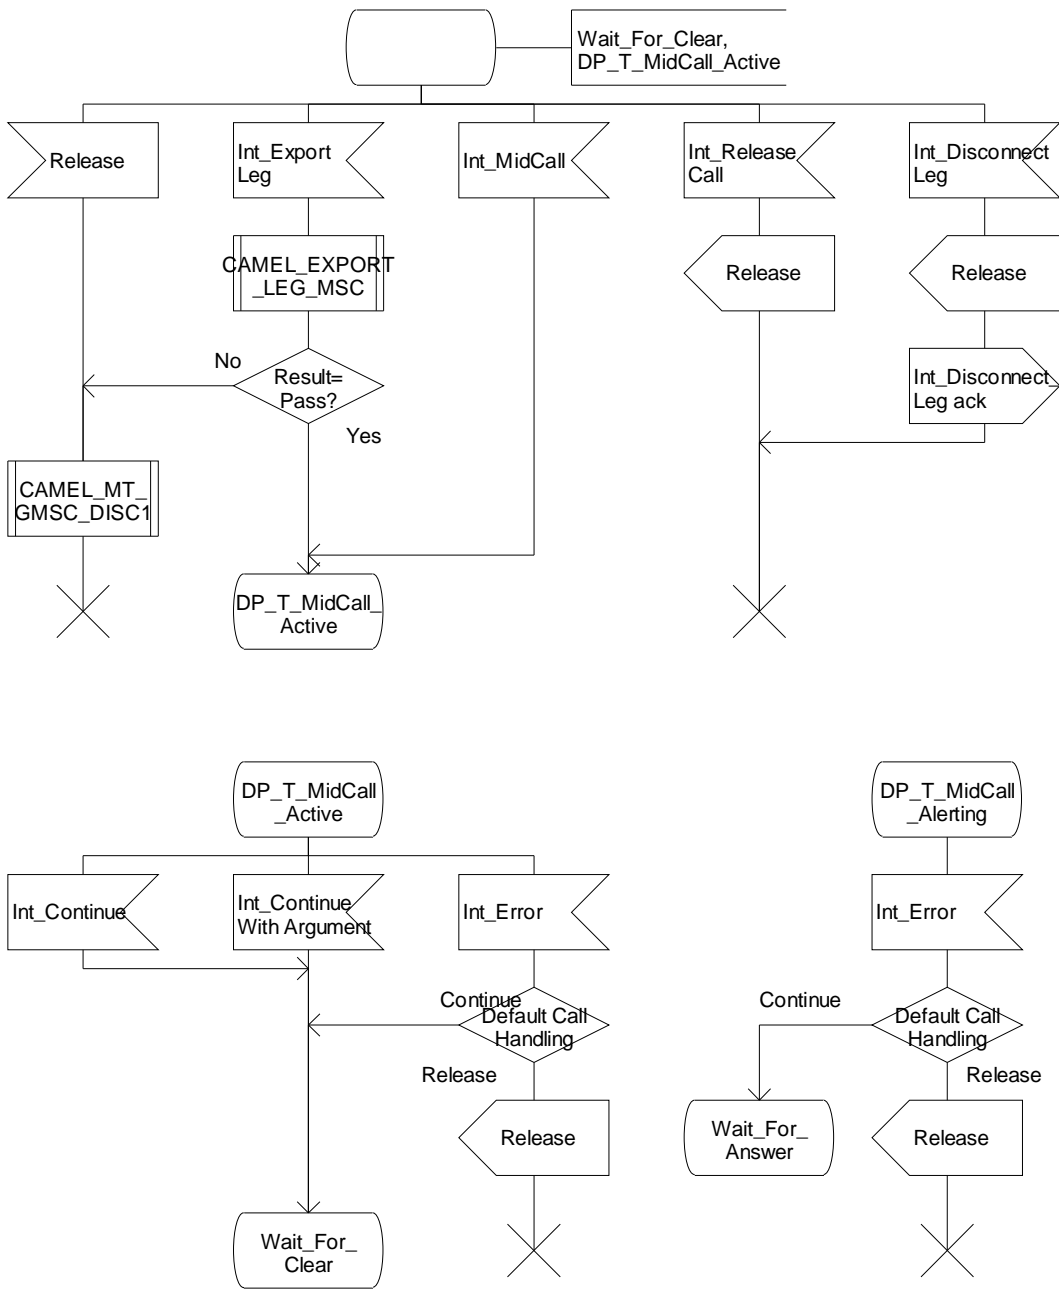 Wait_For_Clear,
DP_T_MidCall_Active
Release
Int_Export
Leg
Int_MidCall
Int_Release
Call
Int_Disconnect
Leg
CAMEL_EXPORT
_LEG_MSC
Release
Release
No
Result=
Pass?
Yes
Int_Disconnect_
Leg ack
CAMEL_MT_
GMSC_DISC1
DP_T_MidCall_
Active
DP_T_MidCall
_Active
DP_T_MidCall
_Alerting
Int_Continue
Int_Continue
With Argument
Int_Error
Int_Error
Continue
Default Call
Handling
Release
Continue
Default Call
Handling
Release
Release
Wait_For_
Answer
Release
Wait_For_
Clear